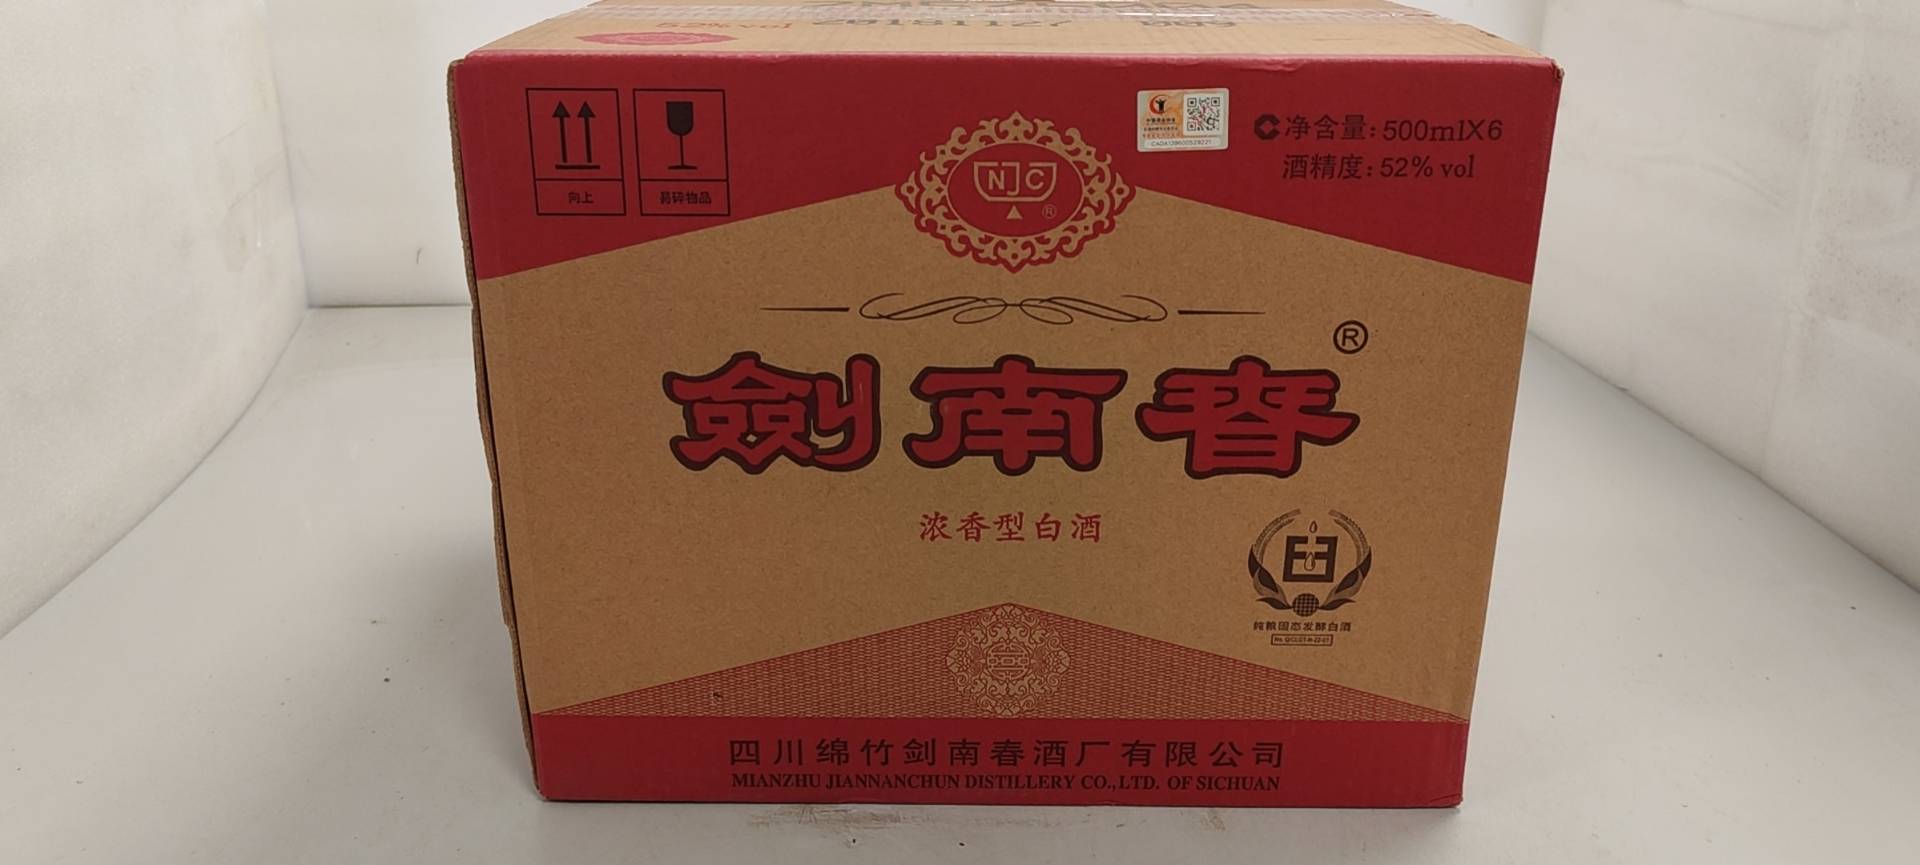 向上
易碎物品
净含量:500mlX6
酒精度:52% vol
NJC
®
®
劍南春
浓香型白酒
纯粮固态发酵白酒
四川绵竹剑南春酒厂有限公司
MIANZHU JIANNANCHUN DISTILLERY CO.,LTD. OF SICHUAN